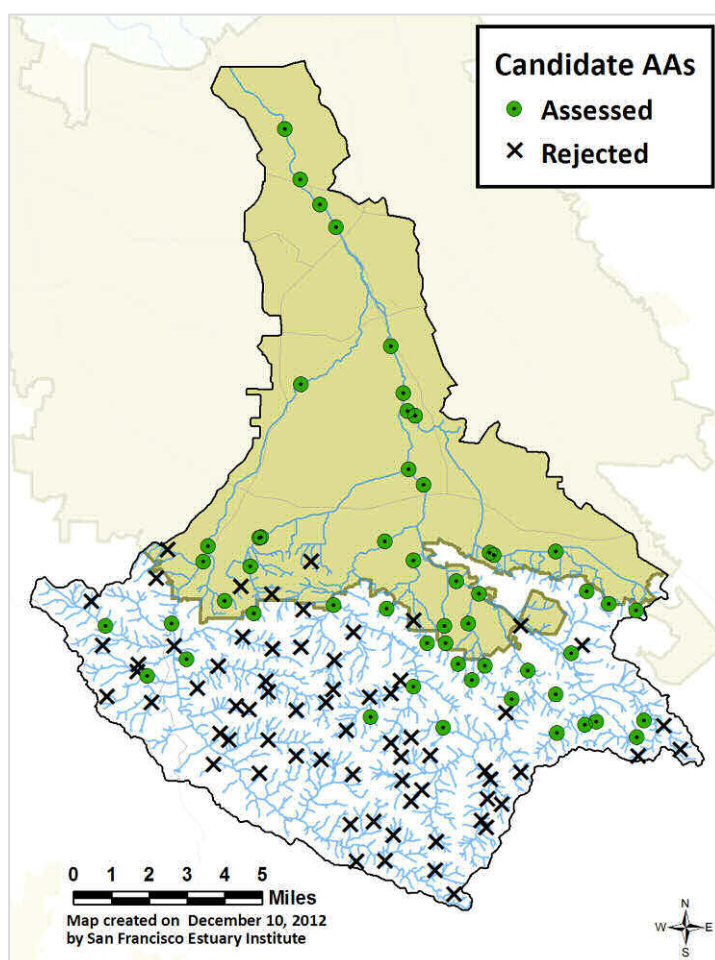 Candidate AAs
Assessed
Rejected
0 1 2 3 4 5
Miles
Map created on December 10, 2012
by San Francisco Estuary Institute
N
W E
S